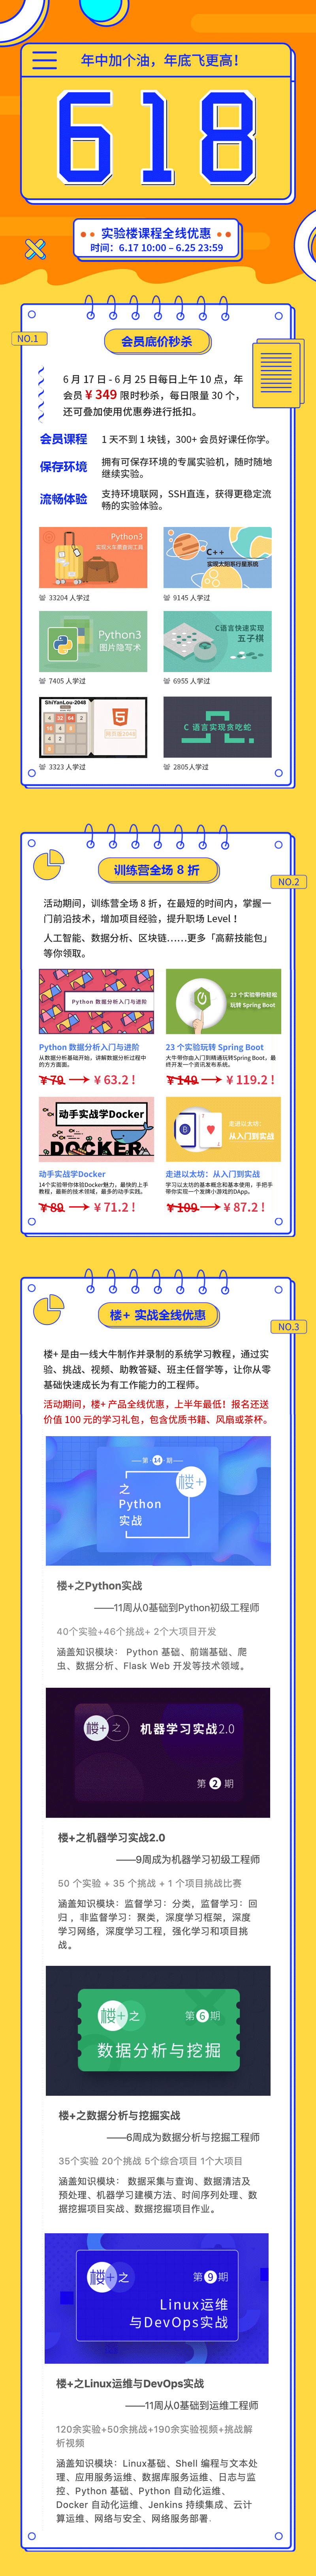 年中加个油，年底飞更高！
618
实验楼课程全线优惠
时间：6.17 10:00 – 6.25 23:59
NO.1
会员底价秒杀
6 月 17 日 - 6 月 25 日每日上午 10 点，年
会员 ¥ 349 限时秒杀，每日限量 30 个，
还可叠加使用优惠券进行抵扣。
会员课程 1 天不到 1 块钱，300+ 会员好课任你学。
保存环境 拥有可保存环境的专属实验机，随时随地
继续实验。
流畅体验 支持环境联网，SSH直连，获得更稳定流
畅的实验体验。
Python3
实现火车票查询工具
C++
实现太阳系行星系统
33204 人学过
9145 人学过
Python3
图片隐写术
C语言快速实现
五子棋
7405 人学过
6955 人学过
ShiYanLou-2048
C 语言实现贪吃蛇
3323 人学过
2805人学过
训练营全场 8 折
NO.2
活动期间，训练营全场 8 折，在最短的时间内，掌握一
门前沿技术，增加项目经验，提升职场 Level！
人工智能、数据分析、区块链……更多「高薪技能包」
等你领取。
Python 数据分析入门与进阶
23 个实验带你轻松
玩转 Spring Boot
Python 数据分析入门与进阶
23 个实验玩转 Spring Boot
从数据分析基础开始，讲解数据分析过程中
的方方面面。
大牛带你由入门到精通玩转Spring Boot，最
终开发一个资讯发布系统。
¥ 79 → ¥ 63.2！
¥ 149 → ¥ 119.2！
动手实战学Docker
DOCKER
走进以太坊：
从入门到实战
动手实战学Docker
走进以太坊：从入门到实战
14个实验带你体验Docker魅力，最快的上手
教程，最新的技术领域，最多的动手实践。
学习以太坊的基本概念和基本使用，手把手
带你实现一个发牌小游戏的DApp。
¥ 89 → ¥ 71.2！
¥ 109 → ¥ 87.2！
楼+ 实战全线优惠
NO.3
楼+ 是由一线大牛制作并录制的系统学习教程，通过实
验、挑战、视频、助教答疑、班主任督学等，让你从零
基础快速成长为有工作能力的工程师。
活动期间，楼+ 产品全线优惠，上半年最低！报名还送
价值 100 元的学习礼包，包含优质书籍、风扇或茶杯。
第 14 期
楼+
之
Python
实战
楼+之Python实战
——11周从0基础到Python初级工程师
40个实验+46个挑战+ 2个大项目开发
涵盖知识模块： Python 基础、前端基础、爬
虫、数据分析、Flask Web 开发等技术领域。
楼+ 之 机器学习实战2.0
第 2 期
楼+之机器学习实战2.0
——9周成为机器学习初级工程师
50 个实验 + 35 个挑战 + 1 个项目挑战比赛
涵盖知识模块：监督学习：分类，监督学习：回
归 ，非监督学习：聚类，深度学习框架，深度
学习网络，深度学习工程，强化学习和项目挑
战。
楼+ 之 第 6 期
数据分析与挖掘
楼+之数据分析与挖掘实战
——6周成为数据分析与挖掘工程师
35个实验 20个挑战 5个综合项目 1个大项目
涵盖知识模块： 数据采集与查询、数据清洁及
预处理、机器学习建模方法、时间序列处理、数
据挖掘项目实战、数据挖掘项目作业。
楼+ 之 第 9 期
Linux运维
与DevOps实战
楼+之Linux运维与DevOps实战
——11周从0基础到运维工程师
120余实验+50余挑战+190余实验视频+挑战解
析视频
涵盖知识模块：Linux基础、Shell 编程与文本处
理、应用服务运维、数据库服务运维、日志与监
控、Python 基础、Python 自动化运维、
Docker 自动化运维、Jenkins 持续集成、云计
算运维、网络与安全、网络服务部署.